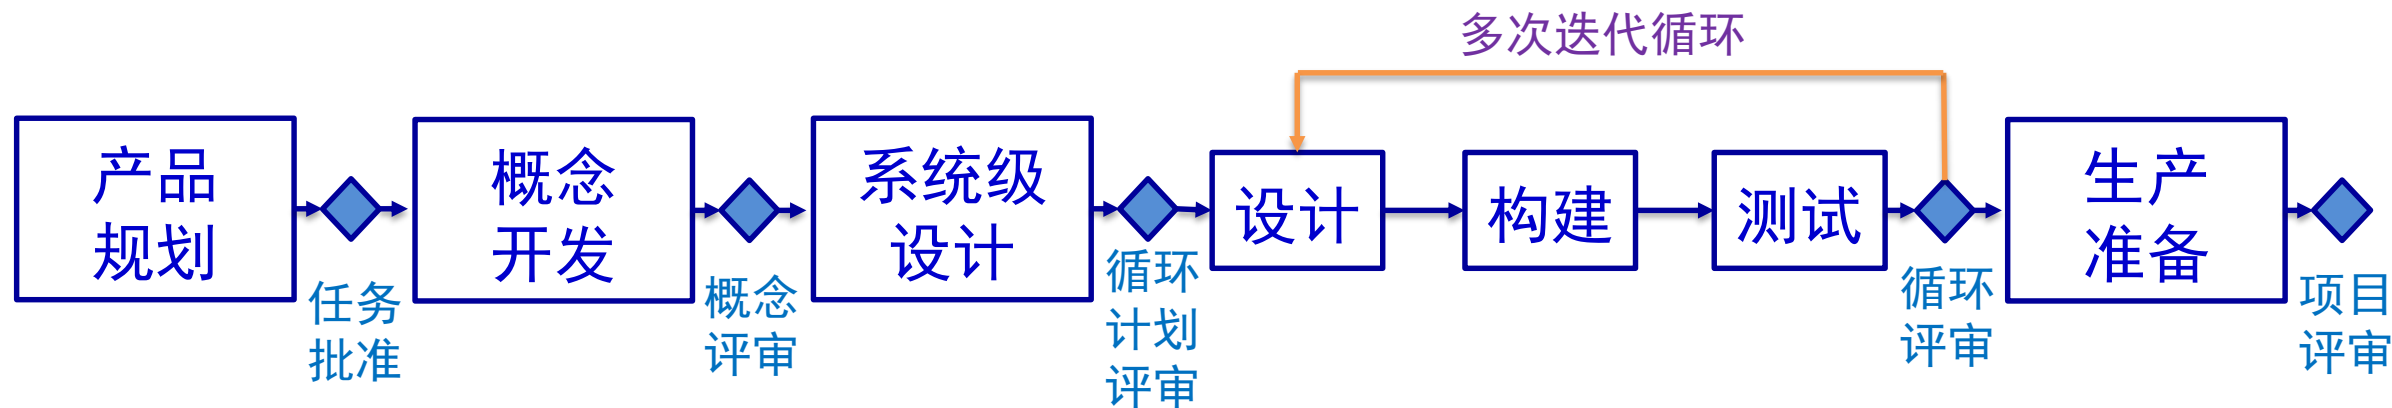 多次迭代循环
产品
规划
任务
批准
概念
开发
概念
评审
系统级
设计
循环
计划
评审
设计
构建
测试
循环
评审
生产
准备
项目
评审